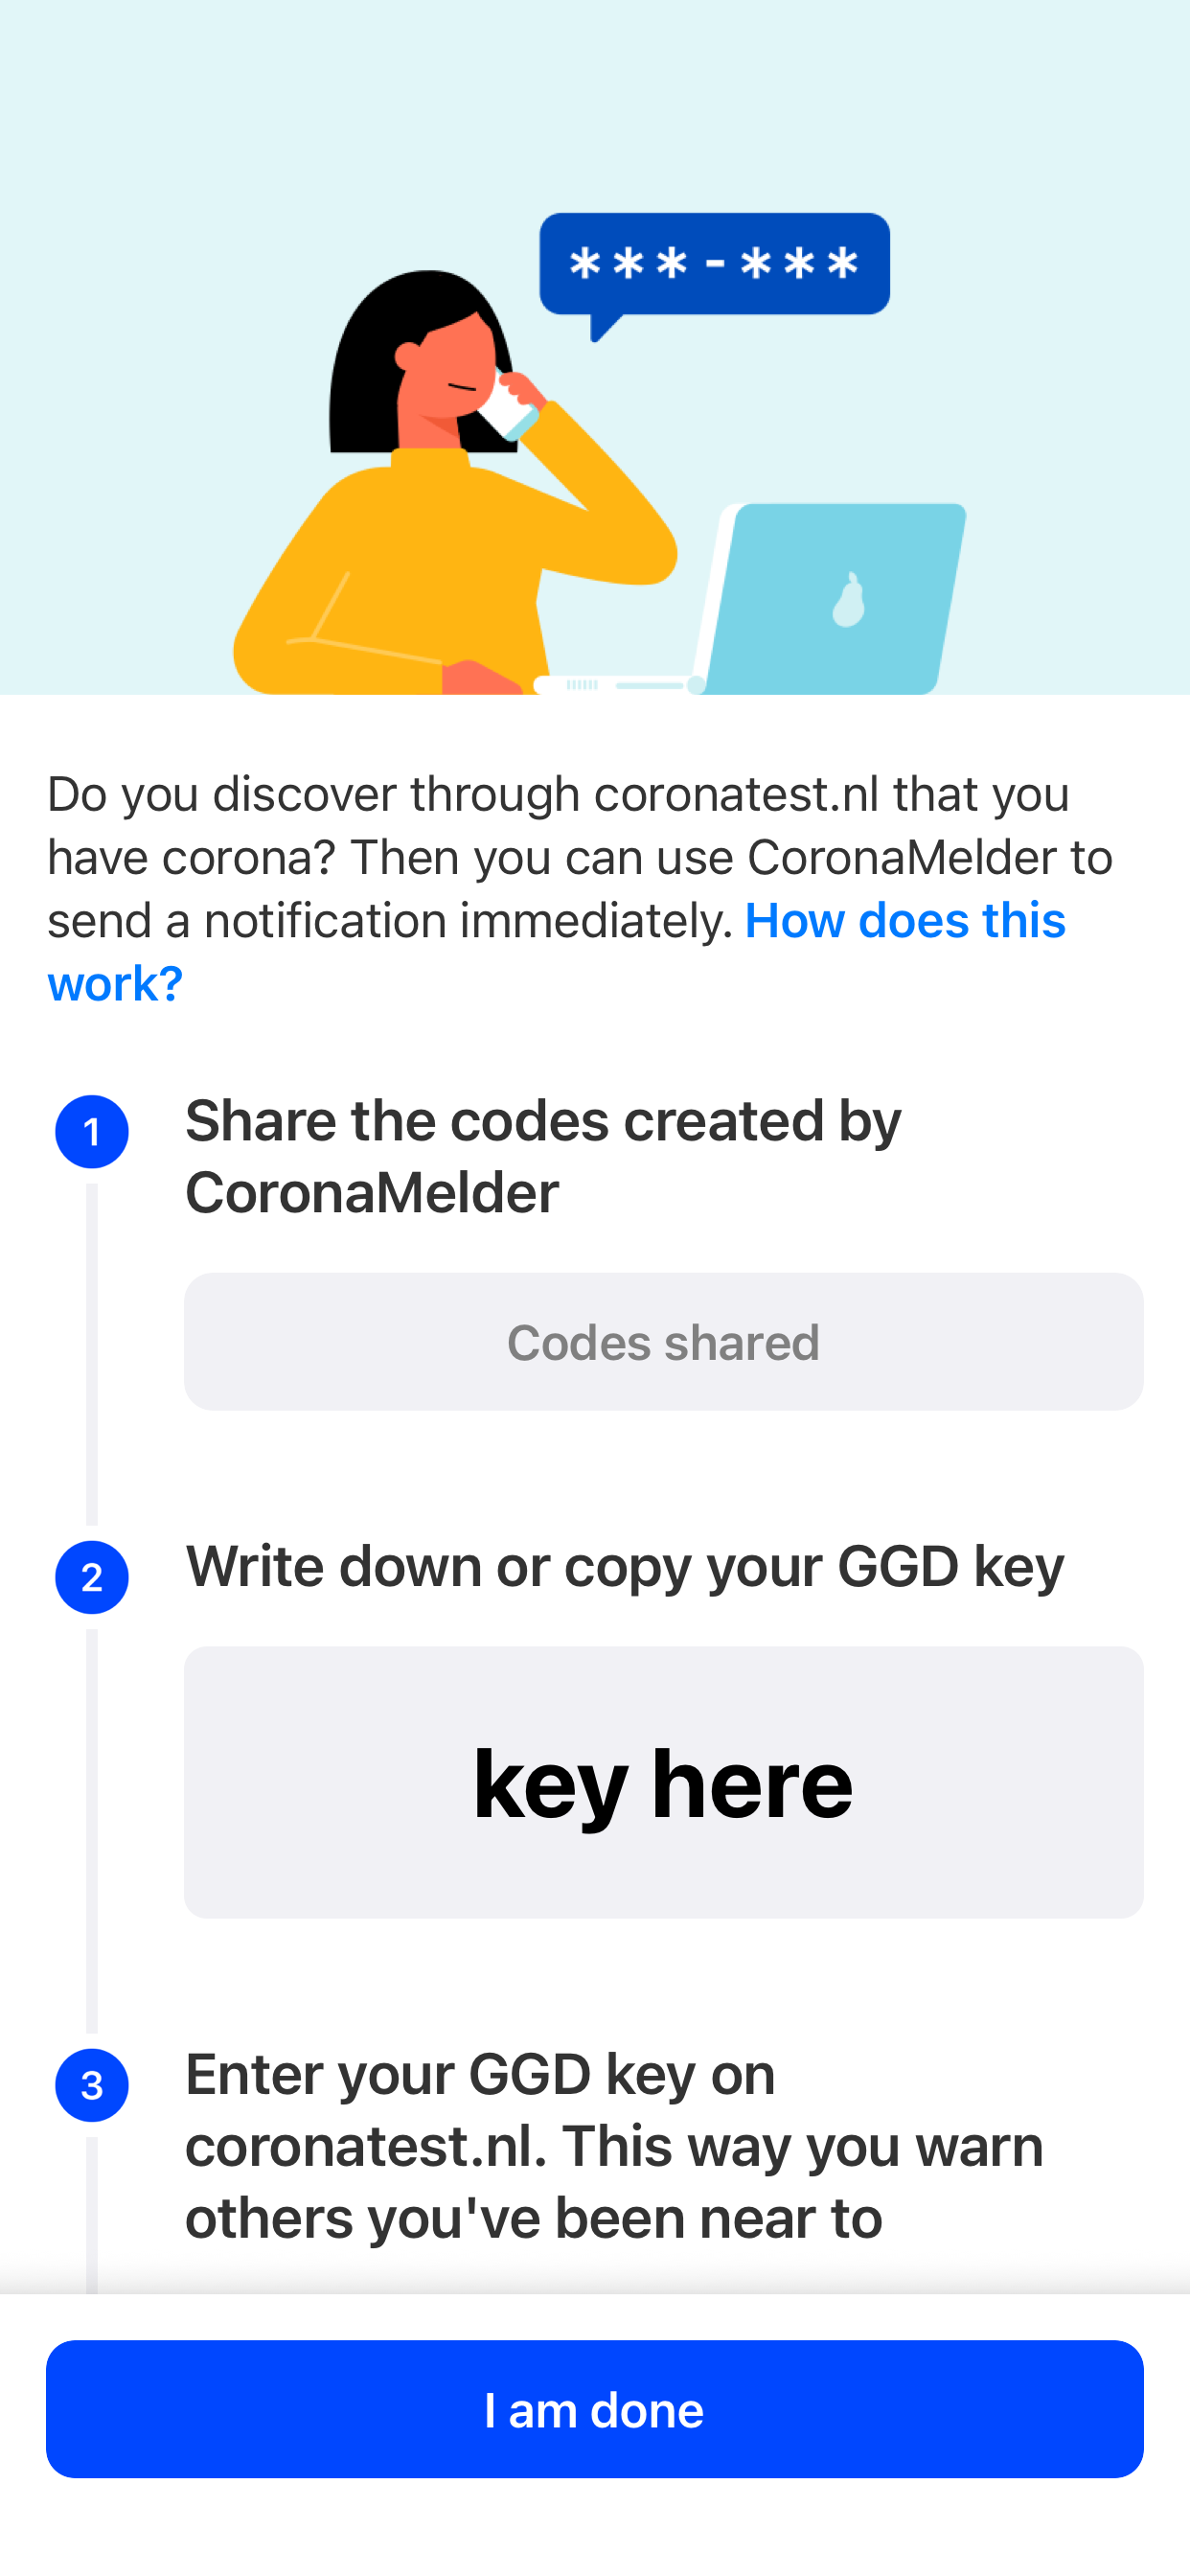 ***-***
Do you discover through coronatest.nl that you
have corona? Then you can use CoronaMelder to
send a notification immediately. How does this
work?
1
Share the codes created by
CoronaMelder
Codes shared
2
Write down or copy your GGD key
key here
3
Enter your GGD key on
coronatest.nl. This way you warn
others you've been near to
I am done